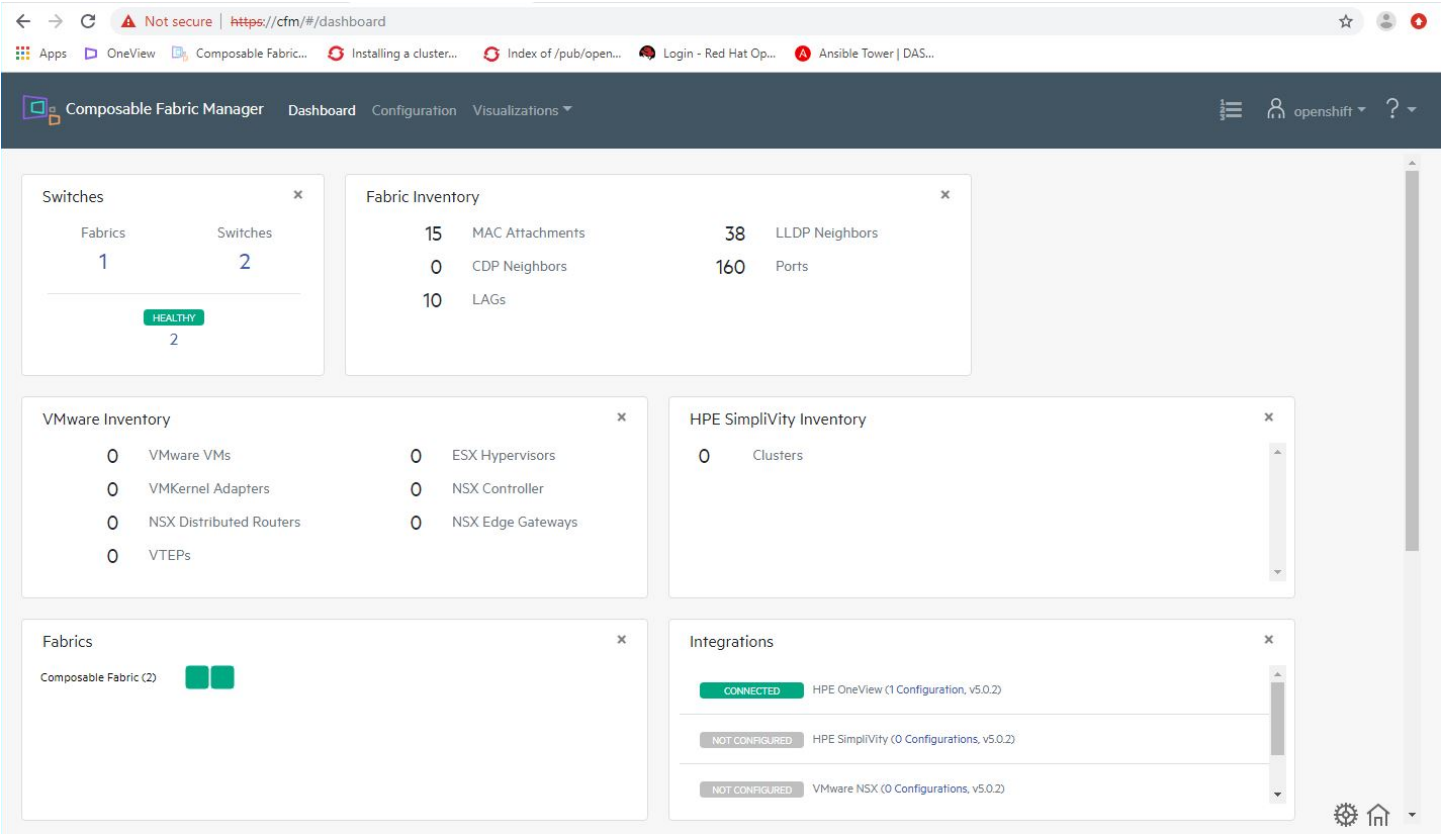 Not secure | https://cfm/#/dashboard
Apps OneView Composable Fabric... Installing a cluster... Index of /pub/open... Login - Red Hat Op... Ansible Tower | DAS...
Composable Fabric Manager Dashboard Configuration Visualizations openshift ?
Switches ×
Fabrics Switches
1 2
HEALTHY
2
Fabric Inventory ×
15 MAC Attachments 38 LLDP Neighbors
0 CDP Neighbors 160 Ports
10 LAGs
VMware Inventory ×
0 VMware VMs 0 ESX Hypervisors
0 VMKernel Adapters 0 NSX Controller
0 NSX Distributed Routers 0 NSX Edge Gateways
0 VTEPs
HPE SimpliVity Inventory ×
0 Clusters
Fabrics ×
Composable Fabric (2)
Integrations ×
CONNECTED HPE OneView (1 Configuration, v5.0.2)
NOT CONFIGURED HPE SimpliVity (0 Configurations, v5.0.2)
NOT CONFIGURED VMware NSX (0 Configurations, v5.0.2)